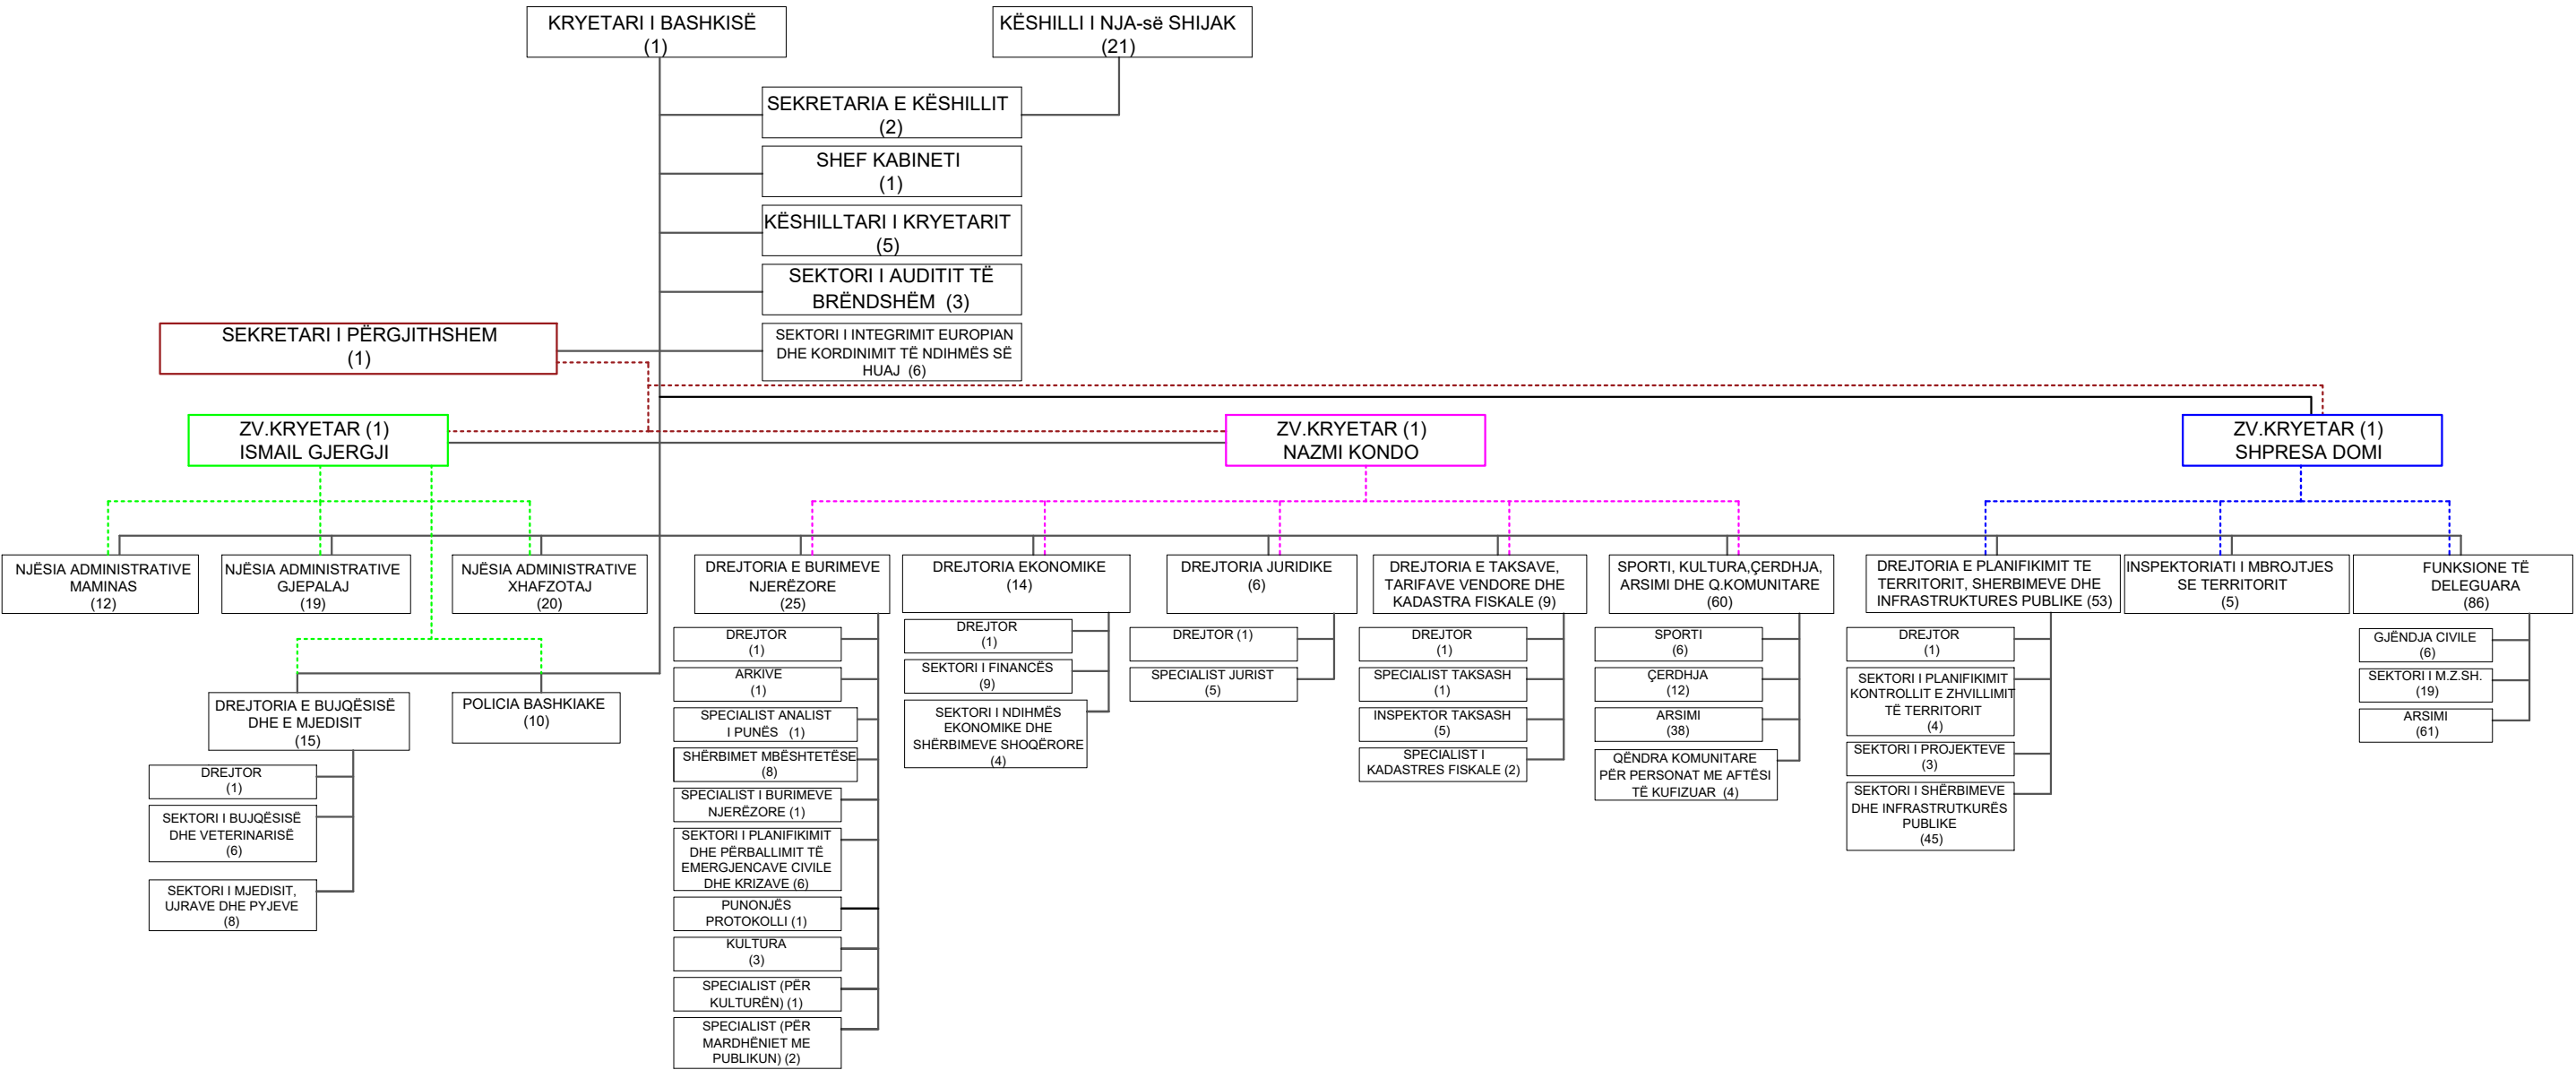 KRYETARI I BASHKISË
(1)
KËSHILLI I NJA-së SHIJAK
(21)
SEKRETARIA E KËSHILLIT
(2)
SHEF KABINETI
(1)
KËSHILLTARI I KRYETARIT
(5)
SEKTORI I AUDITIT TË
BRËNDSHËM (3)
SEKRETARI I PËRGJITHSHEM
(1)
SEKTORI I INTEGRIMIT EUROPIAN
DHE KORDINIMIT TË NDIHMËS SË
HUAJ (6)
ZV.KRYETAR (1)
ISMAIL GJERGJI
ZV.KRYETAR (1)
NAZMI KONDO
ZV.KRYETAR (1)
SHPRESA DOMI
NJËSIA ADMINISTRATIVE
MAMINAS
(12)
NJËSIA ADMINISTRATIVE
GJEPALAJ
(19)
NJËSIA ADMINISTRATIVE
XHAFZOTAJ
(20)
DREJTORIA E BURIMEVE
NJERËZORE
(25)
DREJTORIA EKONOMIKE
(14)
DREJTORIA JURIDIKE
(6)
DREJTORIA E TAKSAVE,
TARIFAVE VENDORE DHE
KADASTRA FISKALE (9)
SPORTI, KULTURA,ÇERDHJA,
ARSIMI DHE Q.KOMUNITARE
(60)
DREJTORIA E PLANIFIKIMIT TE
TERRITORIT, SHERBIMEVE DHE
INFRASTRUKTURES PUBLIKE (53)
INSPEKTORIATI I MBROJTJES
SE TERRITORIT
(5)
FUNKSIONE TË
DELEGUARA
(86)
DREJTORIA E BUJQËSISË
DHE E MJEDISIT
(15)
POLICIA BASHKIAKE
(10)
DREJTOR
(1)
SEKTORI I BUJQËSISË
DHE VETERINARISË
(6)
SEKTORI I MJEDISIT,
UJRAVE DHE PYJEVE
(8)
DREJTOR
(1)
ARKIVE
(1)
SPECIALIST ANALIST
I PUNËS (1)
SHËRBIMET MBËSHTETËSE
(8)
SPECIALIST I BURIMEVE
NJERËZORE (1)
SEKTORI I PLANIFIKIMIT
DHE PËRBALLIMIT TË
EMERGJENCAVE CIVILE
DHE KRIZAVE (6)
PUNONJËS
PROTOKOLLI (1)
KULTURA
(3)
SPECIALIST (PËR
KULTURËN) (1)
SPECIALIST (PËR
MARDHËNIET ME
PUBLIKUN) (2)
DREJTOR
(1)
SEKTORI I FINANCËS
(9)
SEKTORI I NDIHMËS
EKONOMIKE DHE
SHËRBIMEVE SHOQËRORE
(4)
DREJTOR (1)
SPECIALIST JURIST
(5)
DREJTOR
(1)
SPECIALIST TAKSASH
(1)
INSPEKTOR TAKSASH
(5)
SPECIALIST I
KADASTRES FISKALE (2)
SPORTI
(6)
ÇERDHJA
(12)
ARSIMI
(38)
QËNDRA KOMUNITARE
PËR PERSONAT ME AFTËSI
TË KUFIZUAR (4)
DREJTOR
(1)
SEKTORI I PLANIFIKIMIT
KONTROLLIT E ZHVILLIMIT
TË TERRITORIT
(4)
SEKTORI I PROJEKTEVE
(3)
SEKTORI I SHËRBIMEVE
DHE INFRASTRUTKURËS
PUBLIKE
(45)
GJËNDJA CIVILE
(6)
SEKTORI I M.Z.SH.
(19)
ARSIMI
(61)